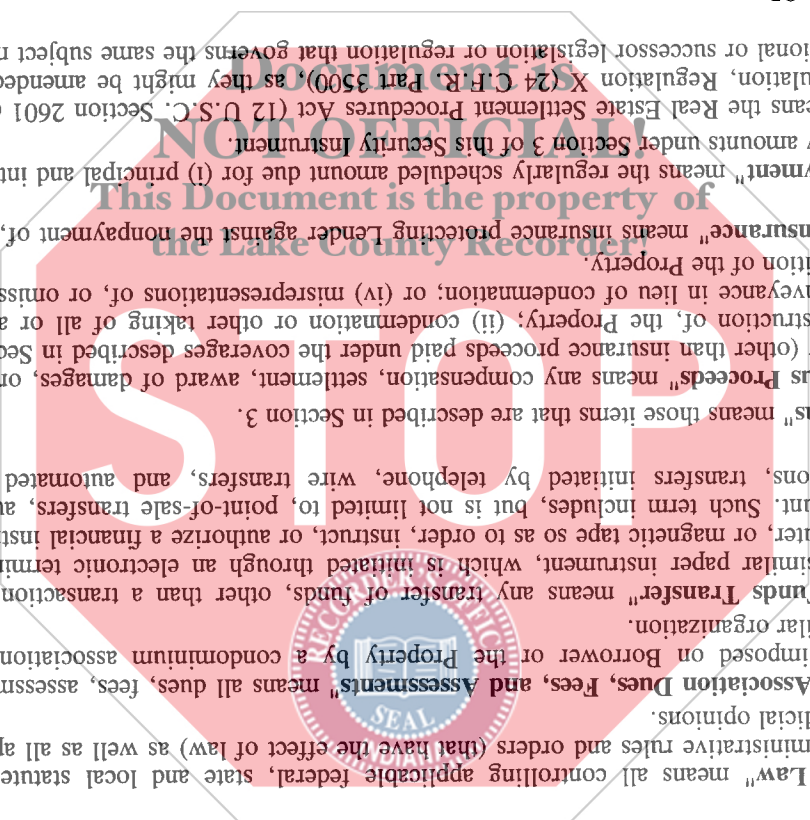 Law" means all controlling applicable federal, state and local statute
ministrative rules and orders (that have the effect of law) as well as all ap
dicial opinions.
Association Dues, Fees, and Assessments" means all dues, fees, assessm
imposed on Borrower or the Property by a condominium association
ilar organization.
unds Transfer" means any transfer of funds, other than a transaction
similar paper instrument, which is initiated through an electronic termi
uter, or magnetic tape so as to order, instruct, or authorize a financial inst
unt. Such term includes, but is not limited to, point-of-sale transfers, au
ons, transfers initiated by telephone, wire transfers, and automated
s" means those items that are described in Section 3.
us Proceeds" means any compensation, settlement, award of damages, or
(other than insurance proceeds paid under the coverages described in Sec
struction of, the Property; (ii) condemnation or other taking of all or a
veyance in lieu of condemnation; or (iv) misrepresentations of, or omiss
ition of the Property.
nsurance" means insurance protecting Lender against the nonpayment of,
yment" means the regularly scheduled amount due for (i) principal and int
y amounts under Section 3 of this Security Instrument.
eans the Real Estate Settlement Procedures Act (12 U.S.C. Section 2601
ulation, Regulation X (24 C.F.R. Part 3500), as they might be amended
ional or successor legislation or regulation that governs the same subject m
Document is
NOT OFFICIAL!
This Document is the property of
the Lake County Recorder!
STOP
RECORDER'S OFFICE
SEAL
INDIANA